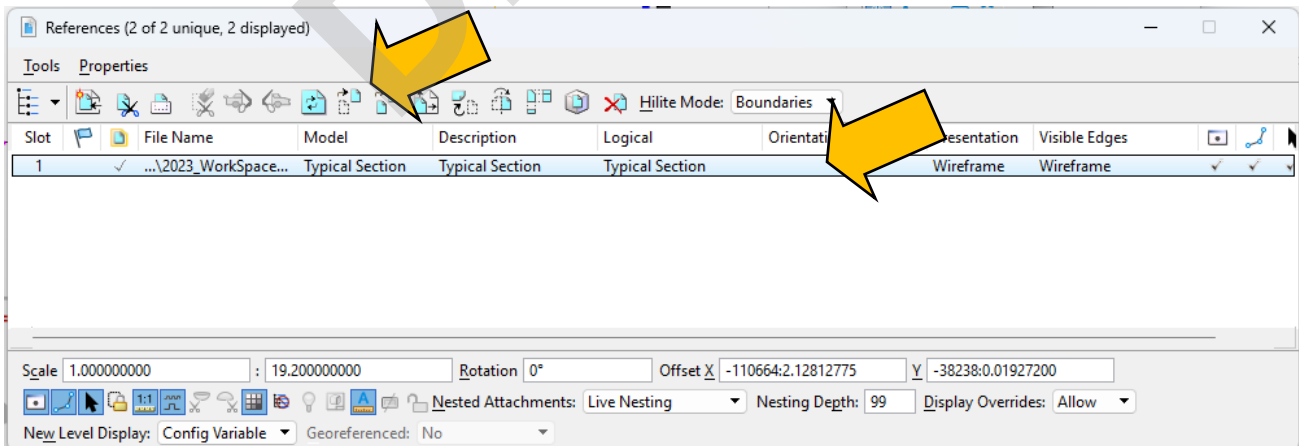 References (2 of 2 unique, 2 displayed)
Tools Properties
Hilite Mode: Boundaries
Slot File Name Model Description Logical Visible Edges
1 ...\2023_WorkSpace... Typical Section Typical Section Typical Section Wireframe Wireframe
Scale 1.000000000 : 19.200000000 Rotation 0° Offset X -110664:2.12812775 Y -38238:0.01927200
1:1 A Nested Attachments: Live Nesting Nesting Depth: 99 Display Overrides: Allow
New Level Display: Config Variable Georeferenced: No